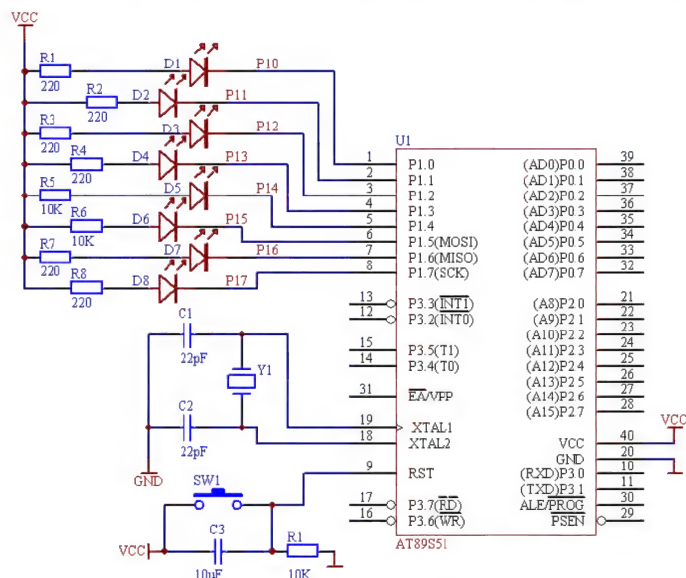 VCC
R1 D1 P10
220
R2 D2 P11
220
R3 D3 P12
220
R4 D4 P13
220
R5 D5 P14
10K
R6 D6 P15
10K
R7 D7 P16
220
R8 D8 P17
220
U1
1 P1.0 (AD0)P0.0 39
2 P1.1 (AD1)P0.1 38
3 P1.2 (AD2)P0.2 37
4 P1.3 (AD3)P0.3 36
5 P1.4 (AD4)P0.4 35
6 P1.5(MOSI) (AD5)P0.5 34
7 P1.6(MISO) (AD6)P0.6 33
8 P1.7(SCK) (AD7)P0.7 32
13 P3.3(INT1) (A8)P2.0 21
12 P3.2(INT0) (A9)P2.1 22
(A10)P2.2 23
15 P3.5(T1) (A11)P2.3 24
14 P3.4(T0) (A12)P2.4 25
(A13)P2.5 26
31 EA/VPP (A14)P2.6 27
(A15)P2.7 28
19 XTAL1
18 XTAL2 VCC 40
GND 20
9 RST (RXD)P3.0 10
(TXD)P3.1 11
17 P3.7(RD) ALE/PROG 30
16 P3.6(WR) PSEN 29
AT89S51
VCC
C1
22pF
Y1
C2
22pF
GND
SW1
C3
VCC
10uF
R1
10K